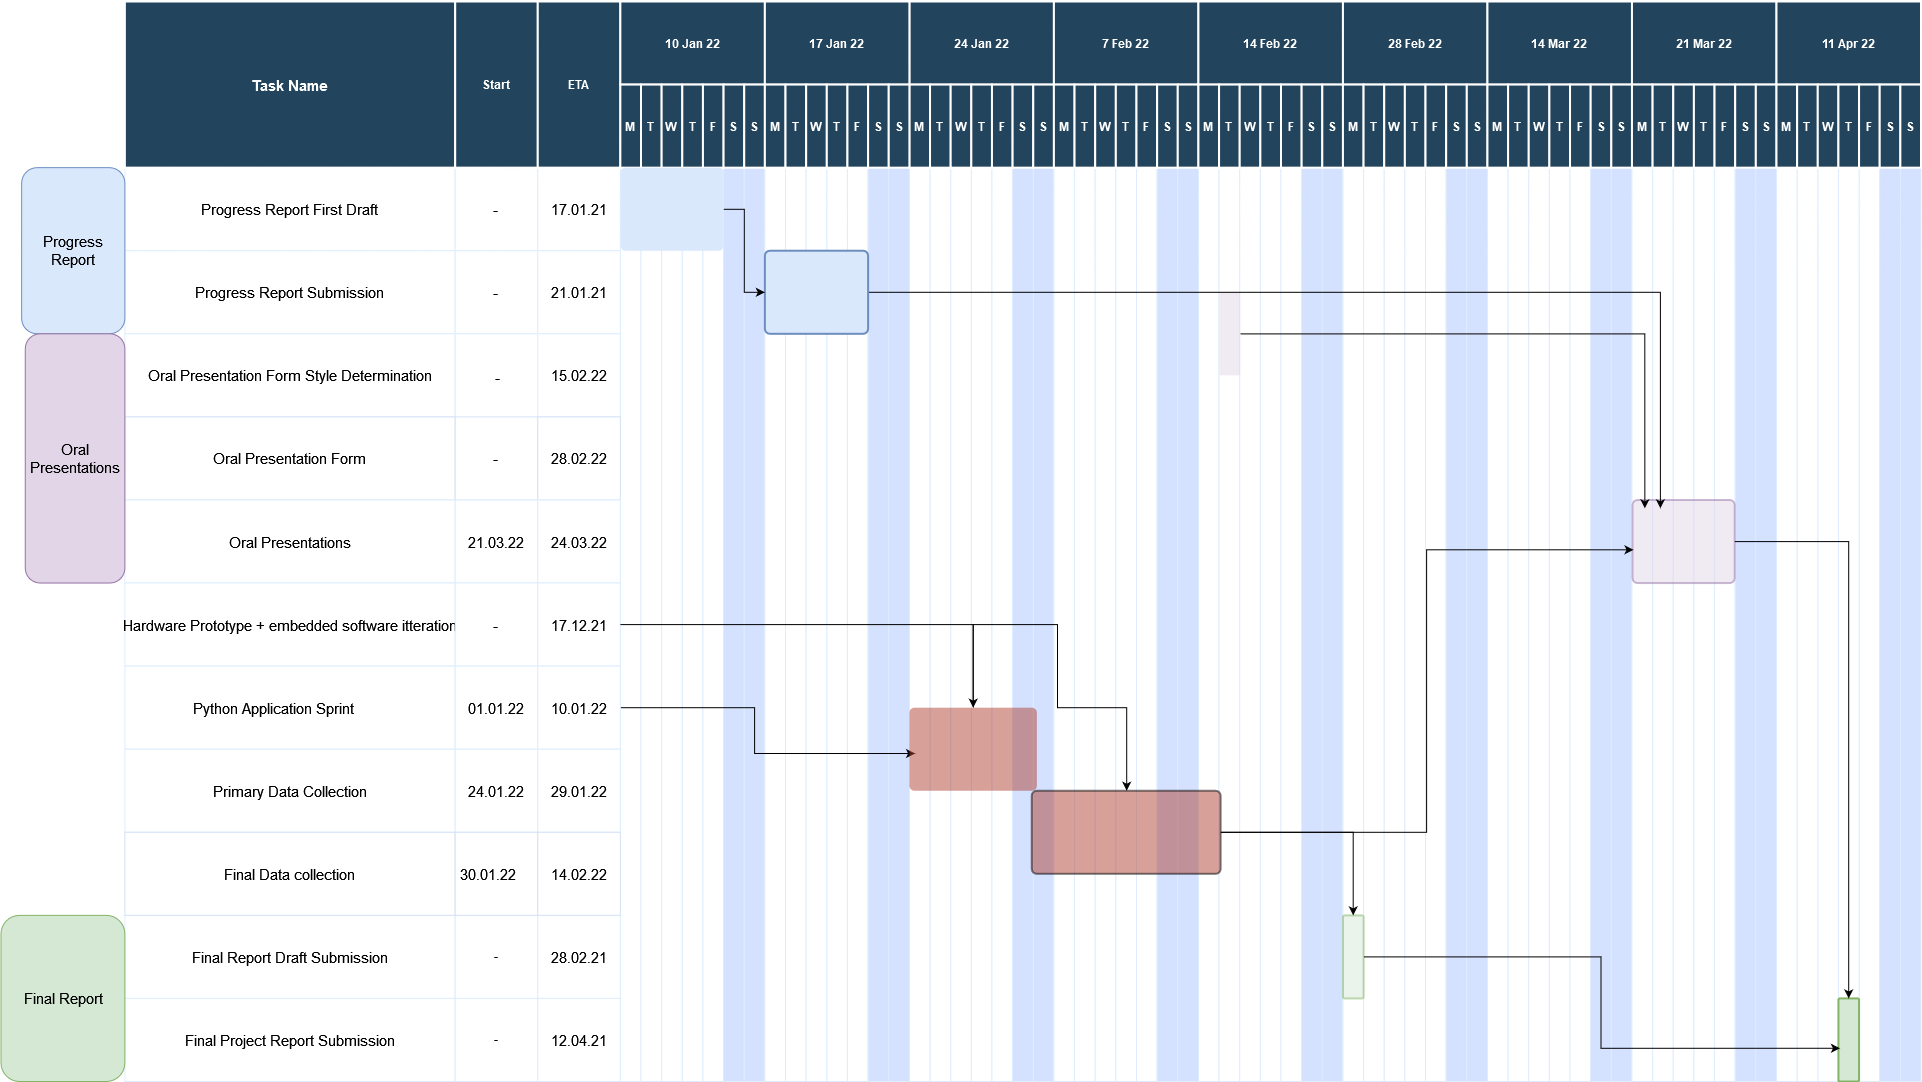 Task Name
Start
ETA
10 Jan 22
17 Jan 22
24 Jan 22
7 Feb 22
14 Feb 22
28 Feb 22
14 Mar 22
21 Mar 22
11 Apr 22
M T W T F S S M T W T F S S M T W T F S S M T W T F S S M T W T F S S M T W T F S S M T W T F S S M T W T F S S M T W T F S S
Progress
Report
Progress Report First Draft - 17.01.21
Progress Report Submission - 21.01.21
Oral
Presentations
Oral Presentation Form Style Determination - 15.02.22
Oral Presentation Form - 28.02.22
Oral Presentations 21.03.22 24.03.22
Hardware Prototype + embedded software itteration - 17.12.21
Python Application Sprint 01.01.22 10.01.22
Primary Data Collection 24.01.22 29.01.22
Final Data collection 30.01.22 14.02.22
Final Report
Final Report Draft Submission - 28.02.21
Final Project Report Submission - 12.04.21